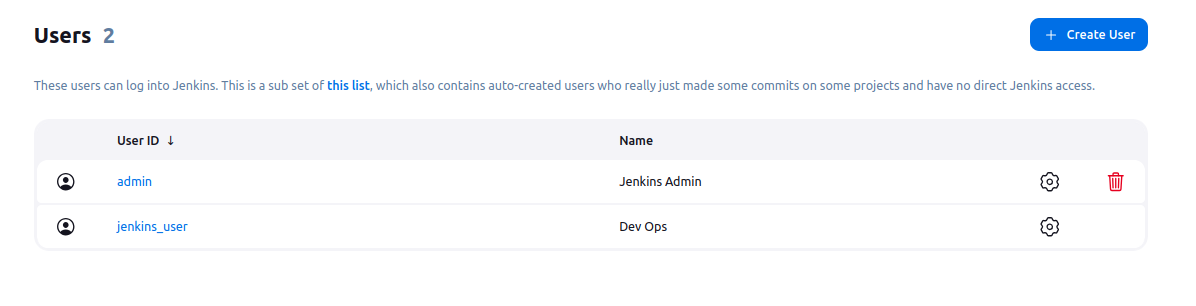 Users 2
+ Create User
These users can log into Jenkins. This is a sub set of this list, which also contains auto-created users who really just made some commits on some projects and have no direct Jenkins access.
User ID ↓ Name
admin Jenkins Admin
jenkins_user Dev Ops